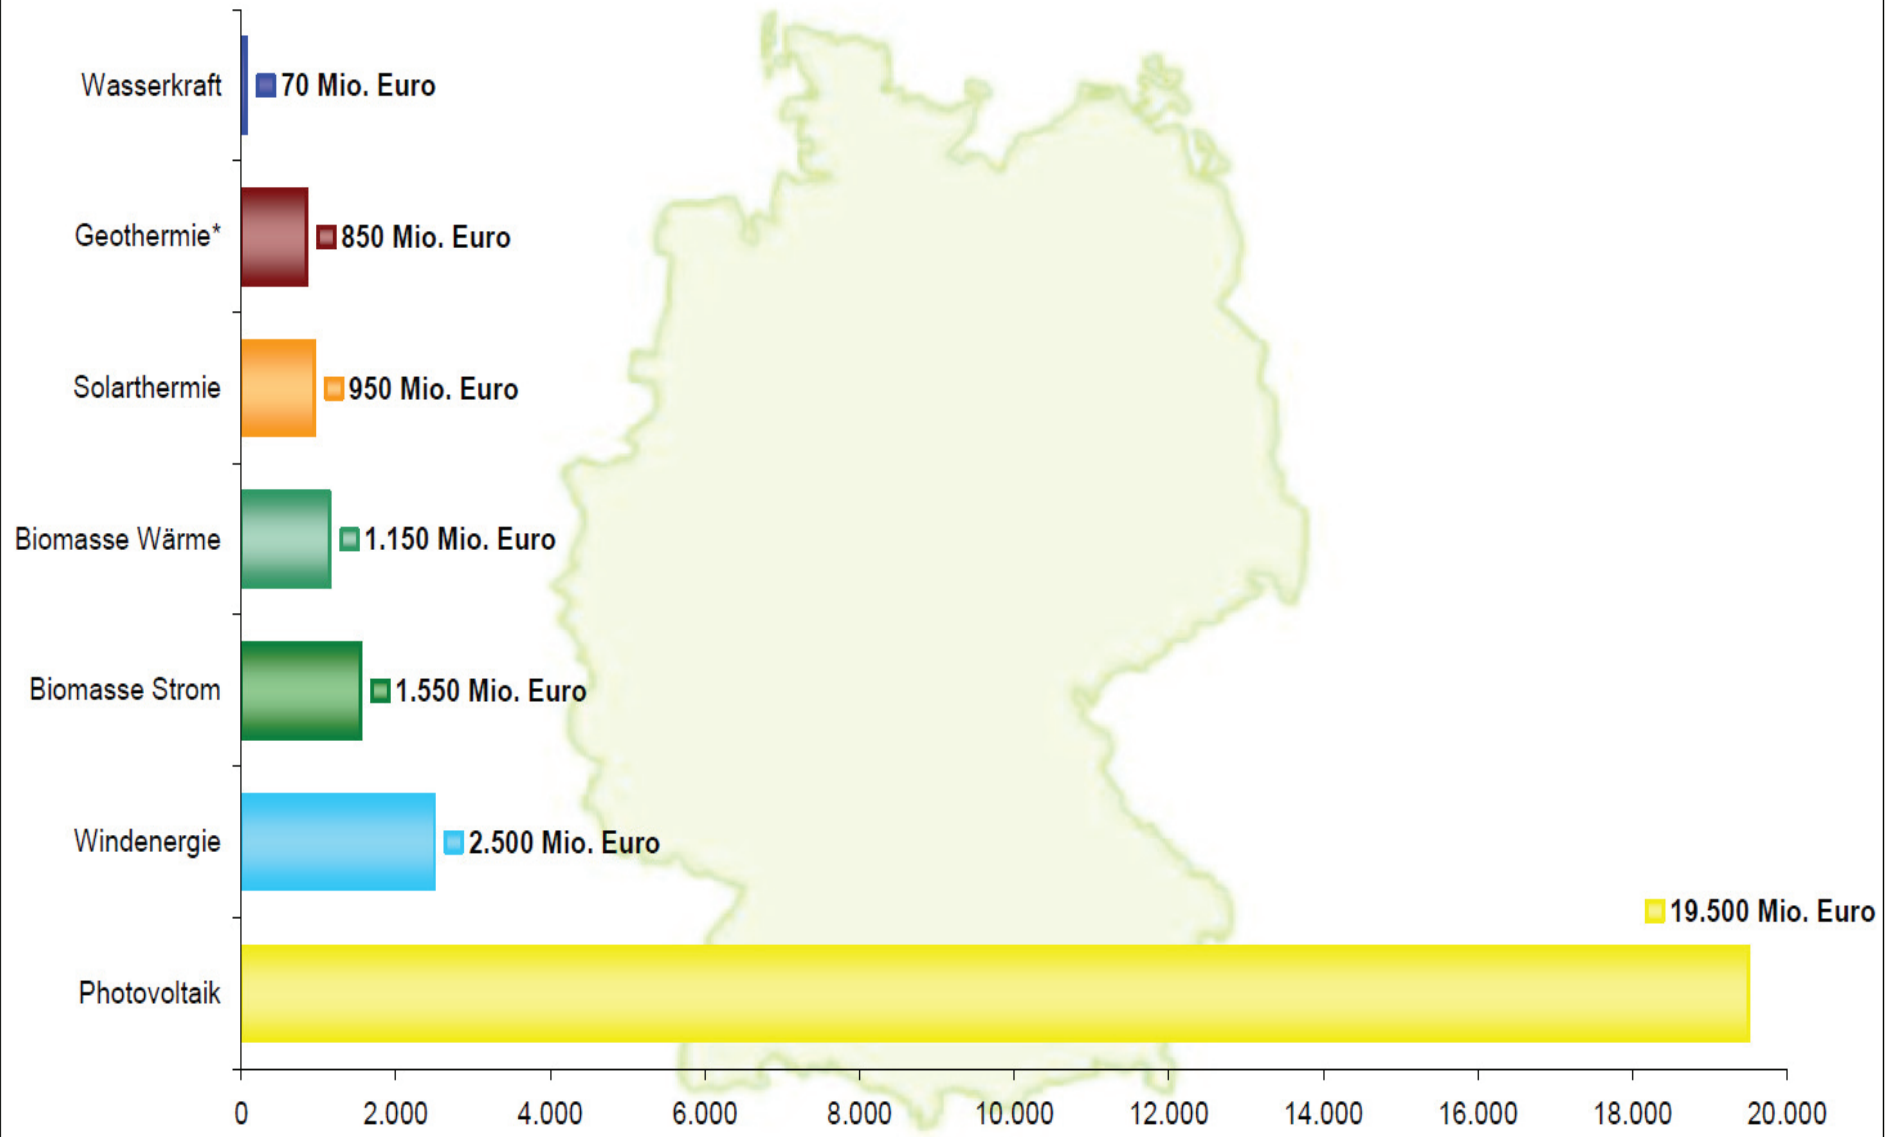 Wasserkraft 70 Mio. Euro
Geothermie* 850 Mio. Euro
Solarthermie 950 Mio. Euro
Biomasse Wärme 1.150 Mio. Euro
Biomasse Strom 1.550 Mio. Euro
Windenergie 2.500 Mio. Euro
19.500 Mio. Euro
Photovoltaik
0 2.000 4.000 6.000 8.000 10.000 12.000 14.000 16.000 18.000 20.000